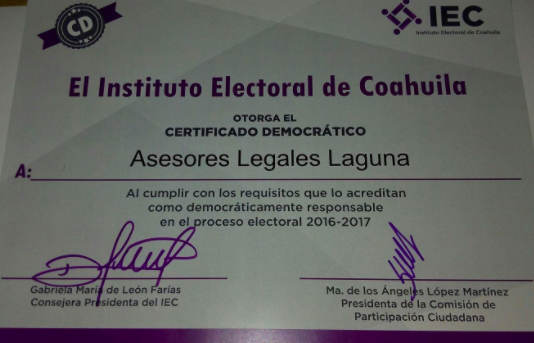 CD
IEC
Instituto Electoral de Coahuila
El Instituto Electoral de Coahuila
OTORGA EL
CERTIFICADO DEMOCRÁTICO
A: Asesores Legales Laguna
Al cumplir con los requisitos que lo acreditan
como democráticamente responsable
en el proceso electoral 2016-2017
Gabriela María de León Farías
Consejera Presidenta del IEC
Ma. de los Ángeles López Martínez
Presidenta de la Comisión de
Participación Ciudadana